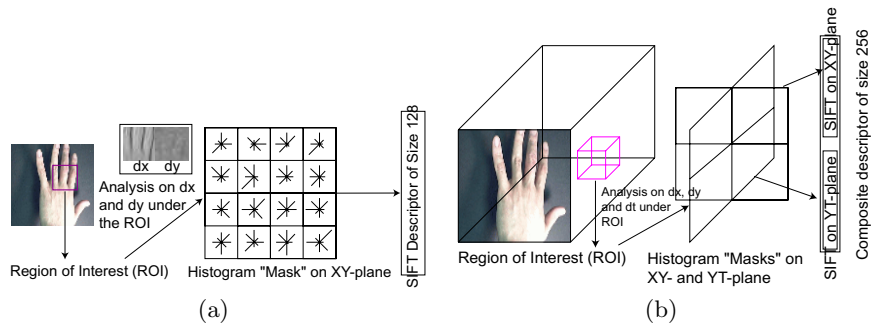 dx dy
Analysis on dx
and dy under
the ROI
Region of Interest (ROI)
Histogram "Mask" on XY-plane
SIFT Descriptor of Size 128
(a)
Analysis on dx, dy
and dt under
ROI
Region of Interest (ROI)
Histogram "Masks" on
XY- and YT-plane
SIFT on XY-plane
SIFT on YT-plane
Composite descriptor of size 256
(b)